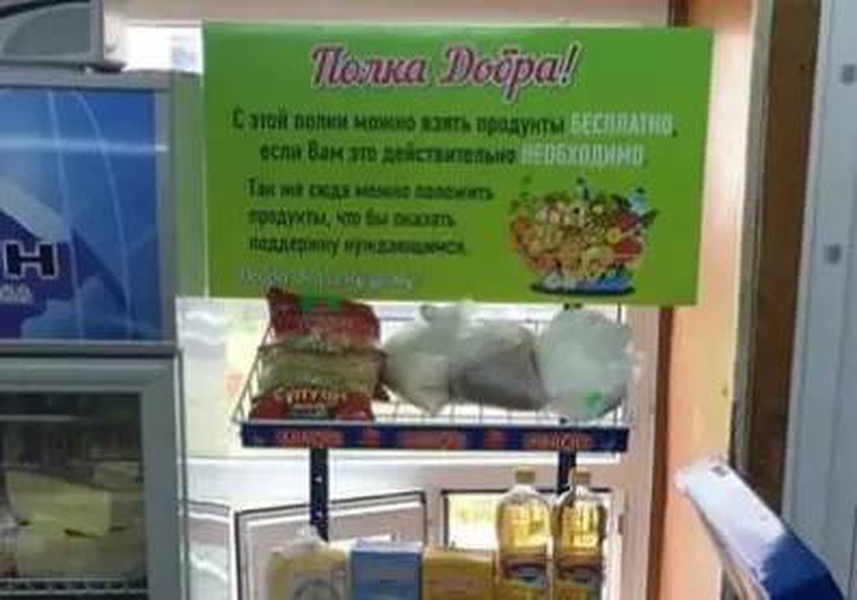 Полка Добра!
С этой полки можно взять продукты БЕСПЛАТНО,
если Вам это действительно НЕОБХОДИМО.
Так же сюда можно положить
продукты, что бы оказать
поддержку нуждающимся.
Н
СУЛТАН